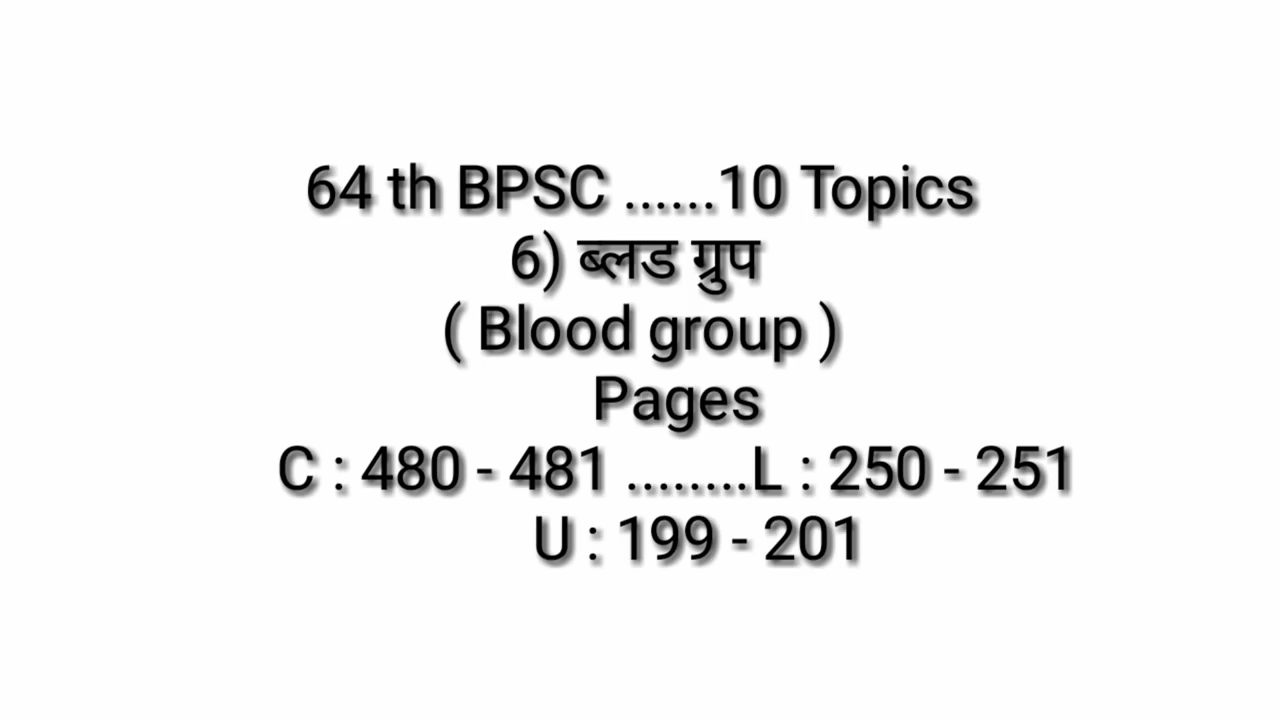 64 th BPSC ......10 Topics
6) ब्लड ग्रुप
( Blood group )
Pages
C : 480 - 481 ........L : 250 - 251
U : 199 - 201